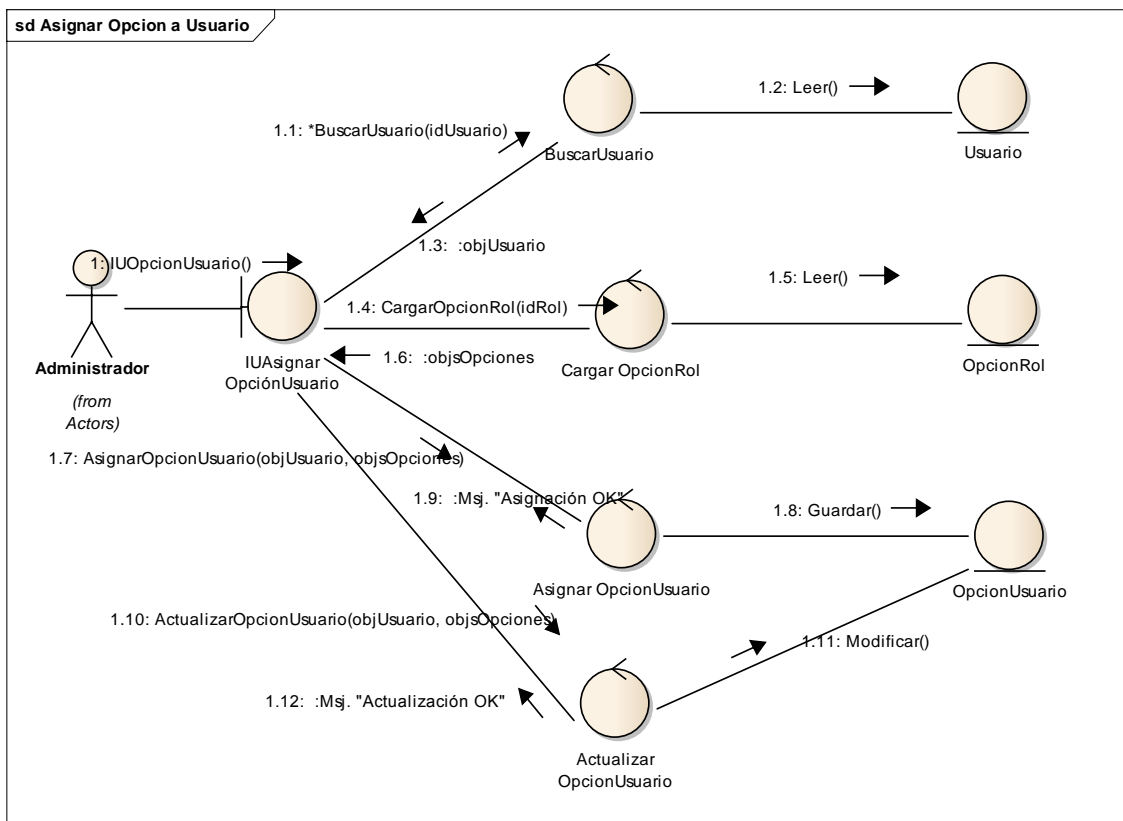 sd Asignar Opcion a Usuario
1.2: Leer()
1.1: *BuscarUsuario(idUsuario)
BuscarUsuario
Usuario
1.3: :objUsuario
1: IUOpcionUsuario()
1.5: Leer()
1.4: CargarOpcionRol(idRol)
1.6: :objsOpciones
IUAsignar
OpciónUsuario
Cargar OpcionRol
OpcionRol
Administrador
(from
Actors)
1.7: AsignarOpcionUsuario(objUsuario, objsOpciones)
1.9: :Msj. "Asignación OK"
1.8: Guardar()
Asignar OpcionUsuario
OpcionUsuario
1.10: ActualizarOpcionUsuario(objUsuario, objsOpciones)
1.11: Modificar()
1.12: :Msj. "Actualización OK"
Actualizar
OpcionUsuario